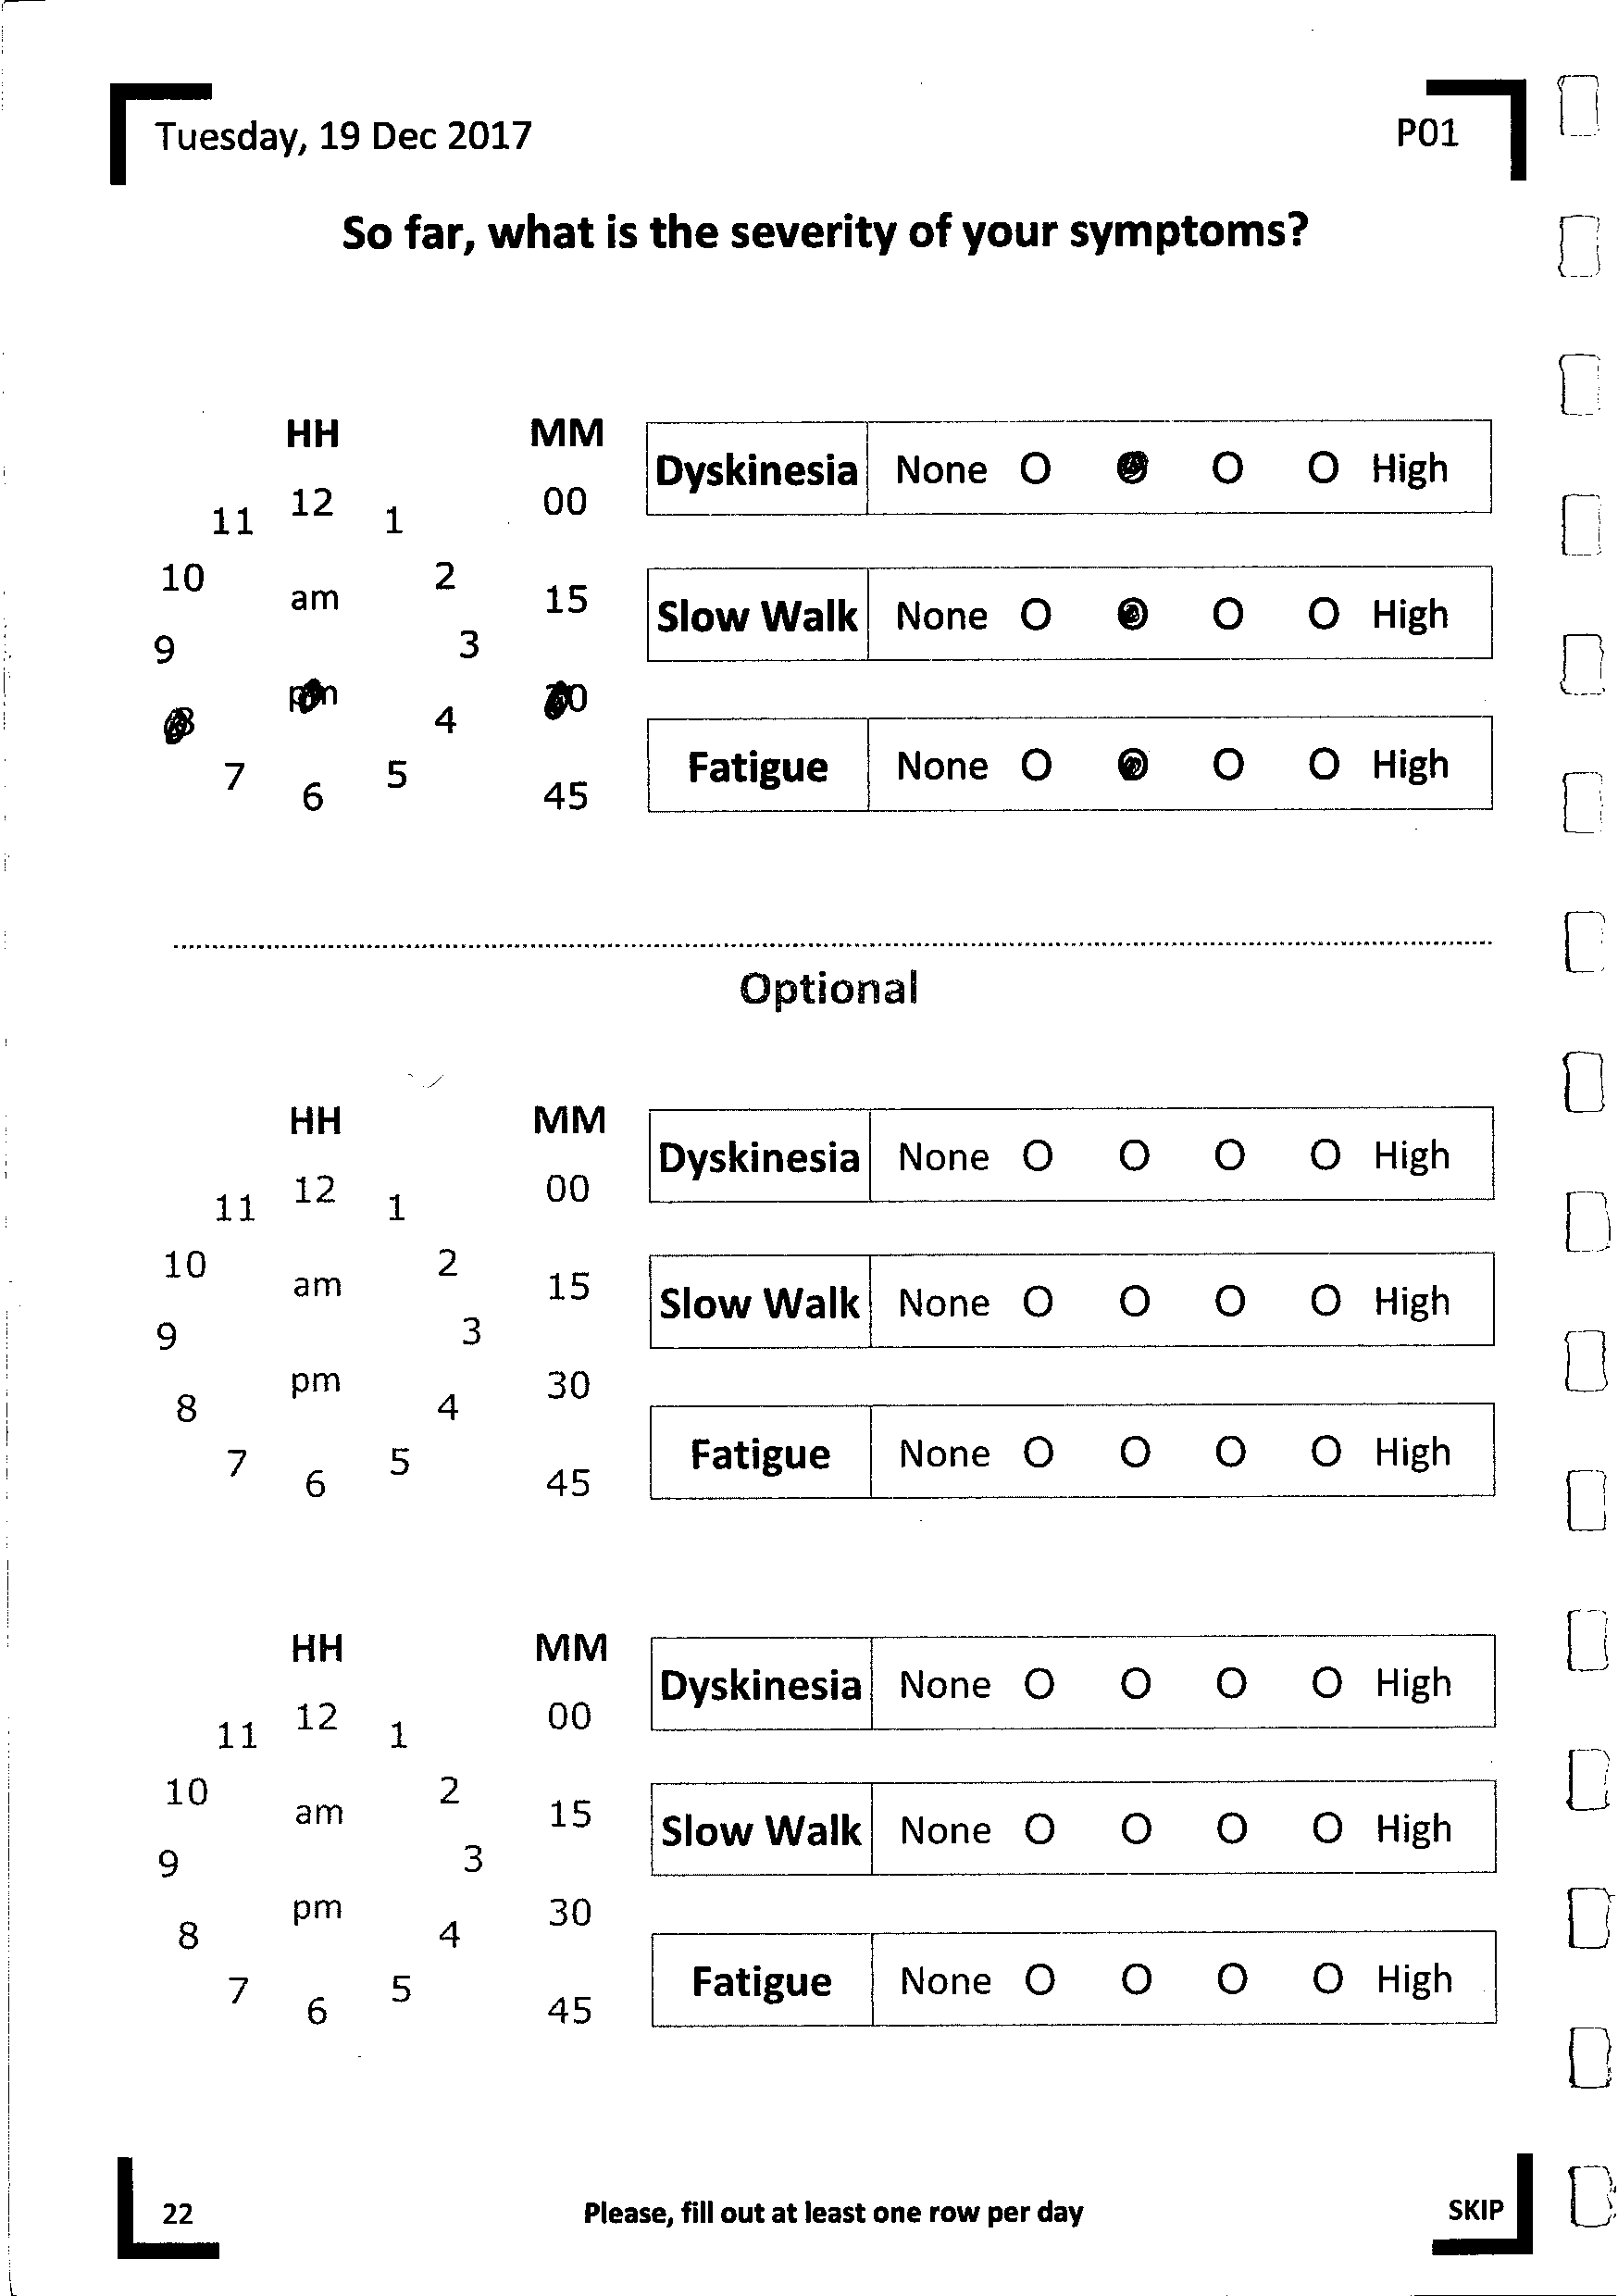 Tuesday, 19 Dec 2017 P01
So far, what is the severity of your symptoms?
HH MM
Dyskinesia None O O O High
12 00
11 1
10 2
am 15
Slow Walk None O O O High
9 3
pm 30
8 4
Fatigue None O O O High
7 5
6 45
Optional
HH MM
Dyskinesia None O O O O High
12 00
11 1
10 2
am 15
Slow Walk None O O O O High
9 3
pm 30
8 4
Fatigue None O O O O High
7 5
6 45
HH MM
Dyskinesia None O O O O High
12 00
11 1
10 2
am 15
Slow Walk None O O O O High
9 3
pm 30
8 4
Fatigue None O O O O High
7 5
6 45
22 Please, fill out at least one row per day SKIP